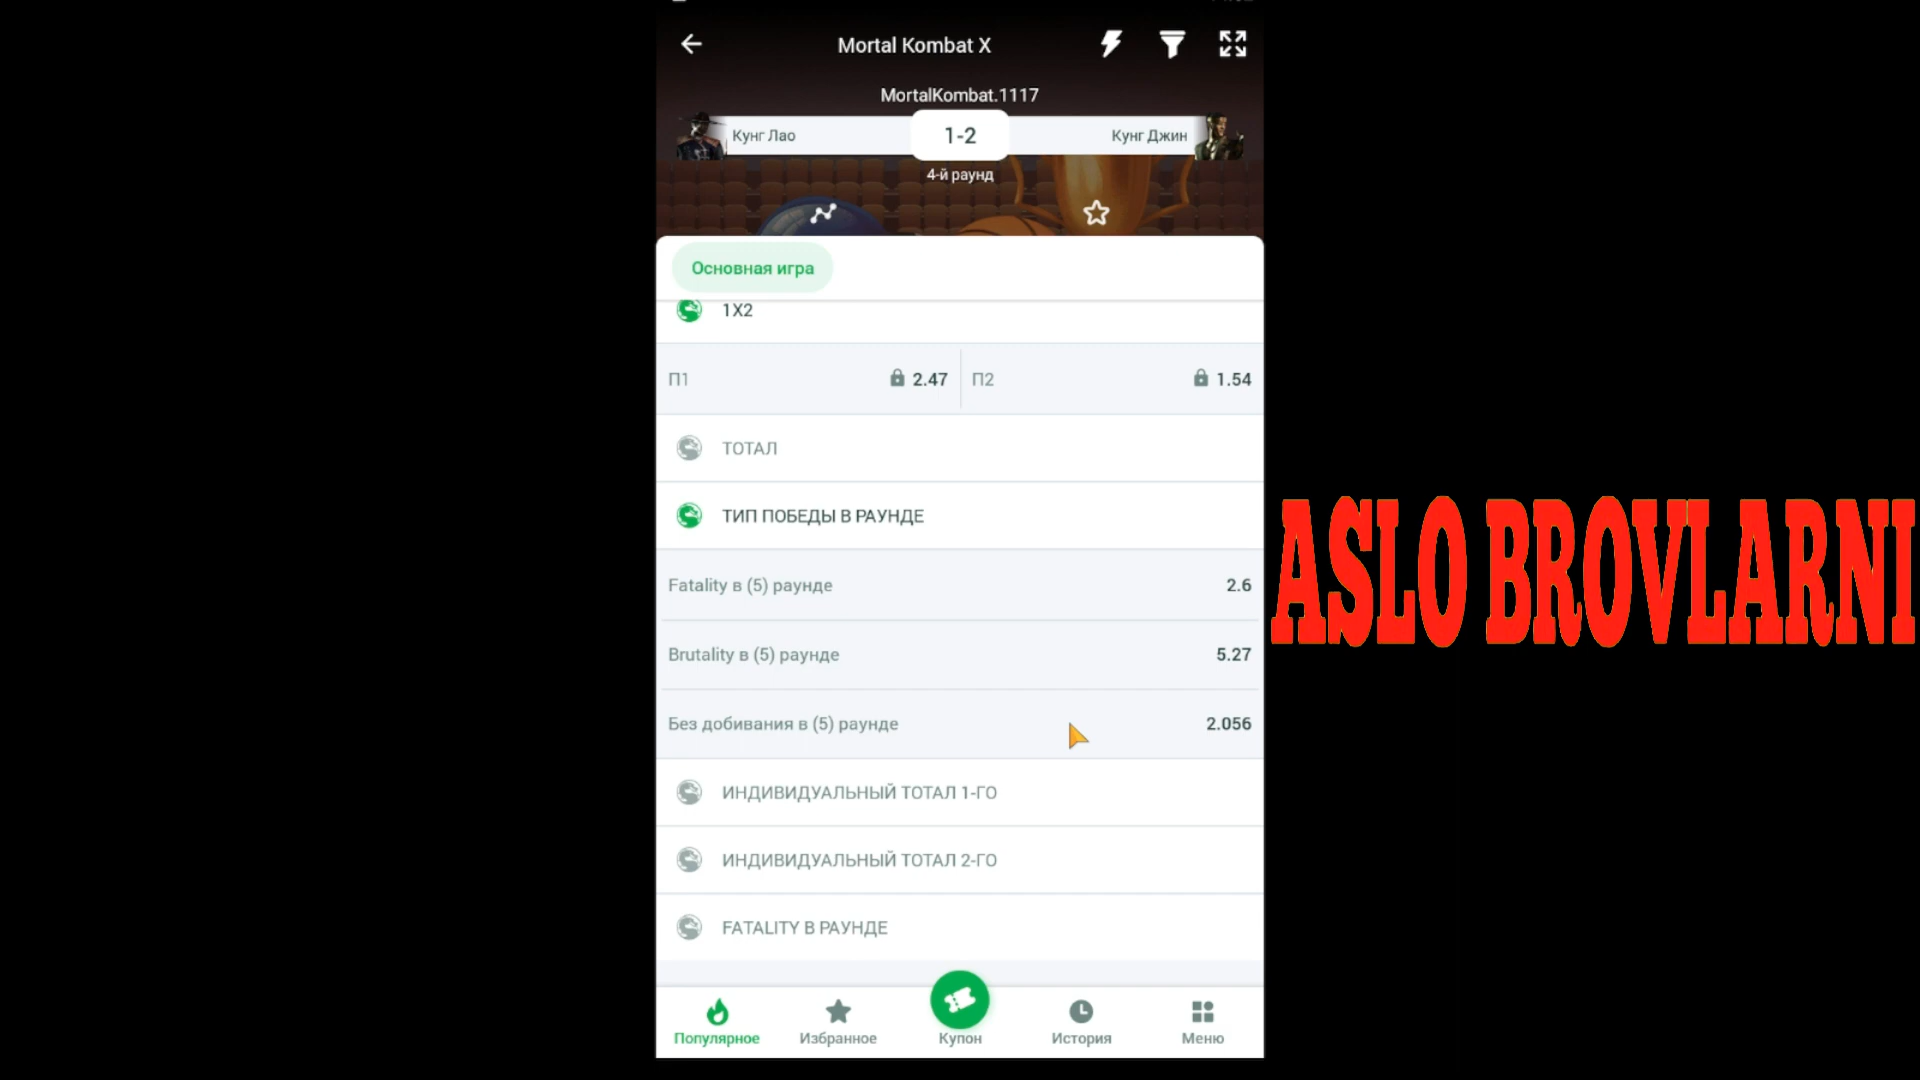 Mortal Kombat X
MortalKombat.1117
Кунг Лао
1-2
Кунг Джин
4-й раунд
Основная игра
1X2
П1
2.47
П2
1.54
ТОТАЛ
ТИП ПОБЕДЫ В РАУНДЕ
Fatality в (5) раунде
2.6
Brutality в (5) раунде
5.27
Без добивания в (5) раунде
2.056
ИНДИВИДУАЛЬНЫЙ ТОТАЛ 1-ГО
ИНДИВИДУАЛЬНЫЙ ТОТАЛ 2-ГО
FATALITY В РАУНДЕ
Популярное
Избранное
Купон
История
Меню
ASLO BROVLARNI